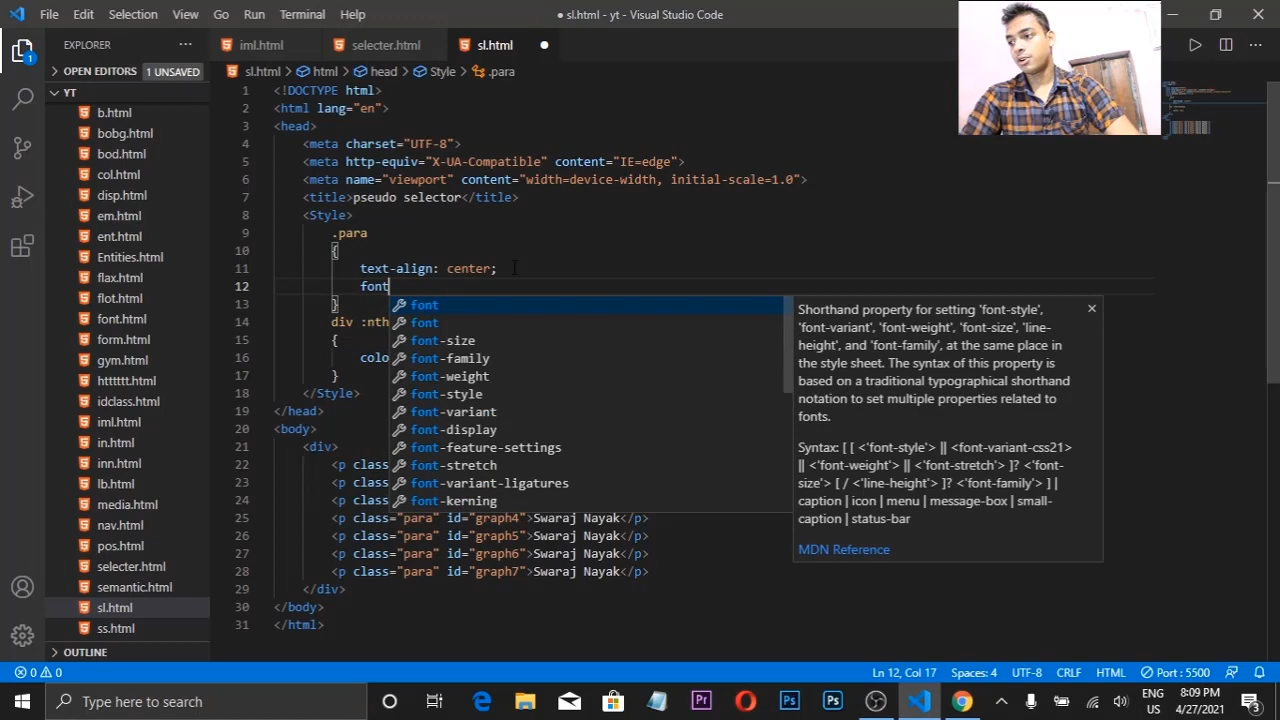 File Edit Selection View Go Run Terminal Help
● sl.html - yt - Visual Studio Code
EXPLORER
OPEN EDITORS 1 UNSAVED
YT
b.html
bobg.html
bod.html
col.html
disp.html
em.html
ent.html
Entities.html
flax.html
flot.html
font.html
form.html
gym.html
htttttt.html
idclass.html
iml.html
in.html
inn.html
lb.html
media.html
nav.html
pos.html
selecter.html
semantic.html
sl.html
ss.html
OUTLINE
iml.html selecter.html sl.html ●
sl.html > html > head > Style > .para
1 <!DOCTYPE html>
2 <html lang="en">
3 <head>
4 <meta charset="UTF-8">
5 <meta http-equiv="X-UA-Compatible" content="IE=edge">
6 <meta name="viewport" content="width=device-width, initial-scale=1.0">
7 <title>pseudo selector</title>
8 <Style>
9 .para
10 {
11 text-align: center;
12 font
13 }
14 div :nth
15 {
16 colo
17 }
18 </Style>
19 </head>
20 <body>
21 <div>
22 <p class
23 <p class
24 <p class
25 <p class="para" id="graph4">Swaraj Nayak</p>
26 <p class="para" id="graph5">Swaraj Nayak</p>
27 <p class="para" id="graph6">Swaraj Nayak</p>
28 <p class="para" id="graph7">Swaraj Nayak</p>
29 </div>
30 </body>
31 </html>
font
font
font-size
font-family
font-weight
font-style
font-variant
font-display
font-feature-settings
font-stretch
font-variant-ligatures
font-kerning
Shorthand property for setting 'font-style',
'font-variant', 'font-weight', 'font-size', 'line-
height', and 'font-family', at the same place in
the style sheet. The syntax of this property is
based on a traditional typographical shorthand
notation to set multiple properties related to
fonts.
Syntax: [ [ <'font-style'> || <font-variant-css21>
|| <'font-weight'> || <'font-stretch'> ]? <'font-
size'> [ / <'line-height'> ]? <'font-family'> ] |
caption | icon | menu | message-box | small-
caption | status-bar
MDN Reference
0 0 Ln 12, Col 17 Spaces: 4 UTF-8 CRLF HTML Port : 5500
Type here to search
ENG
US
8:09 PM
4/27/2021
3